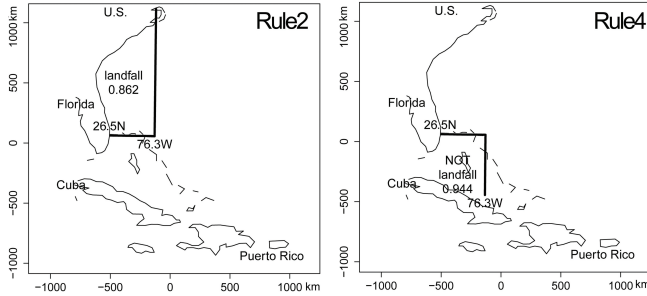 U.S.
Rule2
landfall
0.862
Florida
26.5N
76.3W
Cuba
Puerto Rico
1000 km
500
0
−500
−1000
−1000
−500
0
500
1000 km
U.S.
Rule4
Florida
26.5N
NOT
landfall
0.944
Cuba
76.3W
Puerto Rico
1000 km
500
0
−500
−1000
−1000
−500
0
500
1000 km